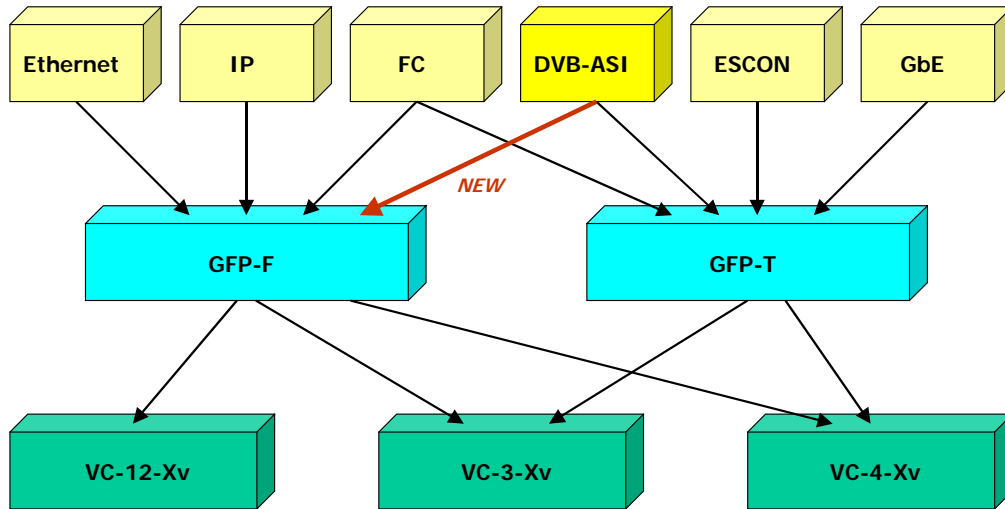 Ethernet
IP
FC
DVB-ASI
ESCON
GbE
NEW
GFP-F
GFP-T
VC-12-Xv
VC-3-Xv
VC-4-Xv